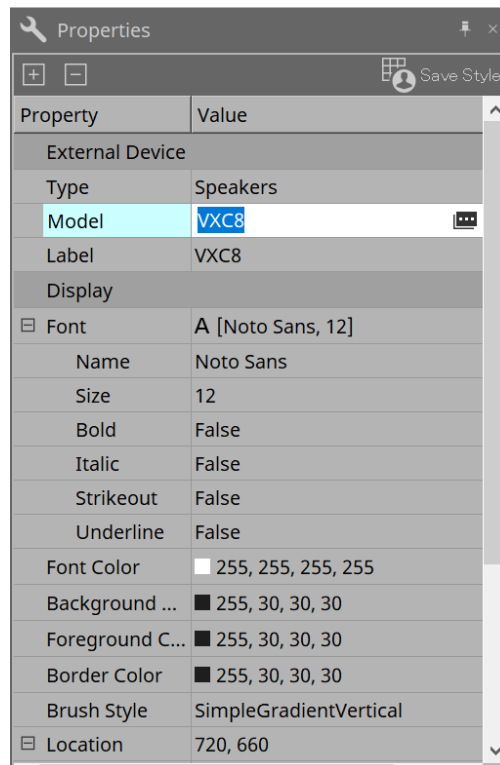 Properties
Save Style
Property Value
External Device
Type Speakers
Model VXC8
Label VXC8
Display
Font A [Noto Sans, 12]
Name Noto Sans
Size 12
Bold False
Italic False
Strikeout False
Underline False
Font Color 255, 255, 255, 255
Background ... 255, 30, 30, 30
Foreground C... 255, 30, 30, 30
Border Color 255, 30, 30, 30
Brush Style SimpleGradientVertical
Location 720, 660